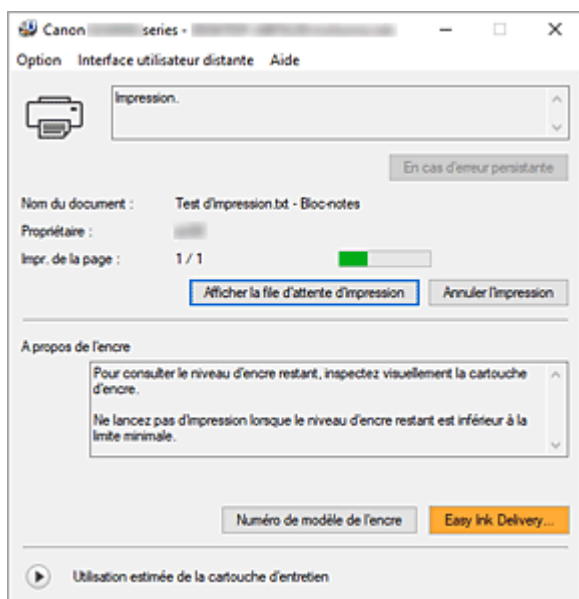 Canon series -
Option Interface utilisateur distante Aide
Impression.
En cas d'erreur persistante
Nom du document : Test d'impression.txt - Bloc-notes
Propriétaire :
Impr. de la page : 1 / 1
Afficher la file d'attente d'impression Annuler l'impression
A propos de l'encre
Pour consulter le niveau d'encre restant, inspectez visuellement la cartouche
d'encre.
Ne lancez pas d'impression lorsque le niveau d'encre restant est inférieur à la
limite minimale.
Numéro de modèle de l'encre Easy Ink Delivery...
Utilisation estimée de la cartouche d'entretien